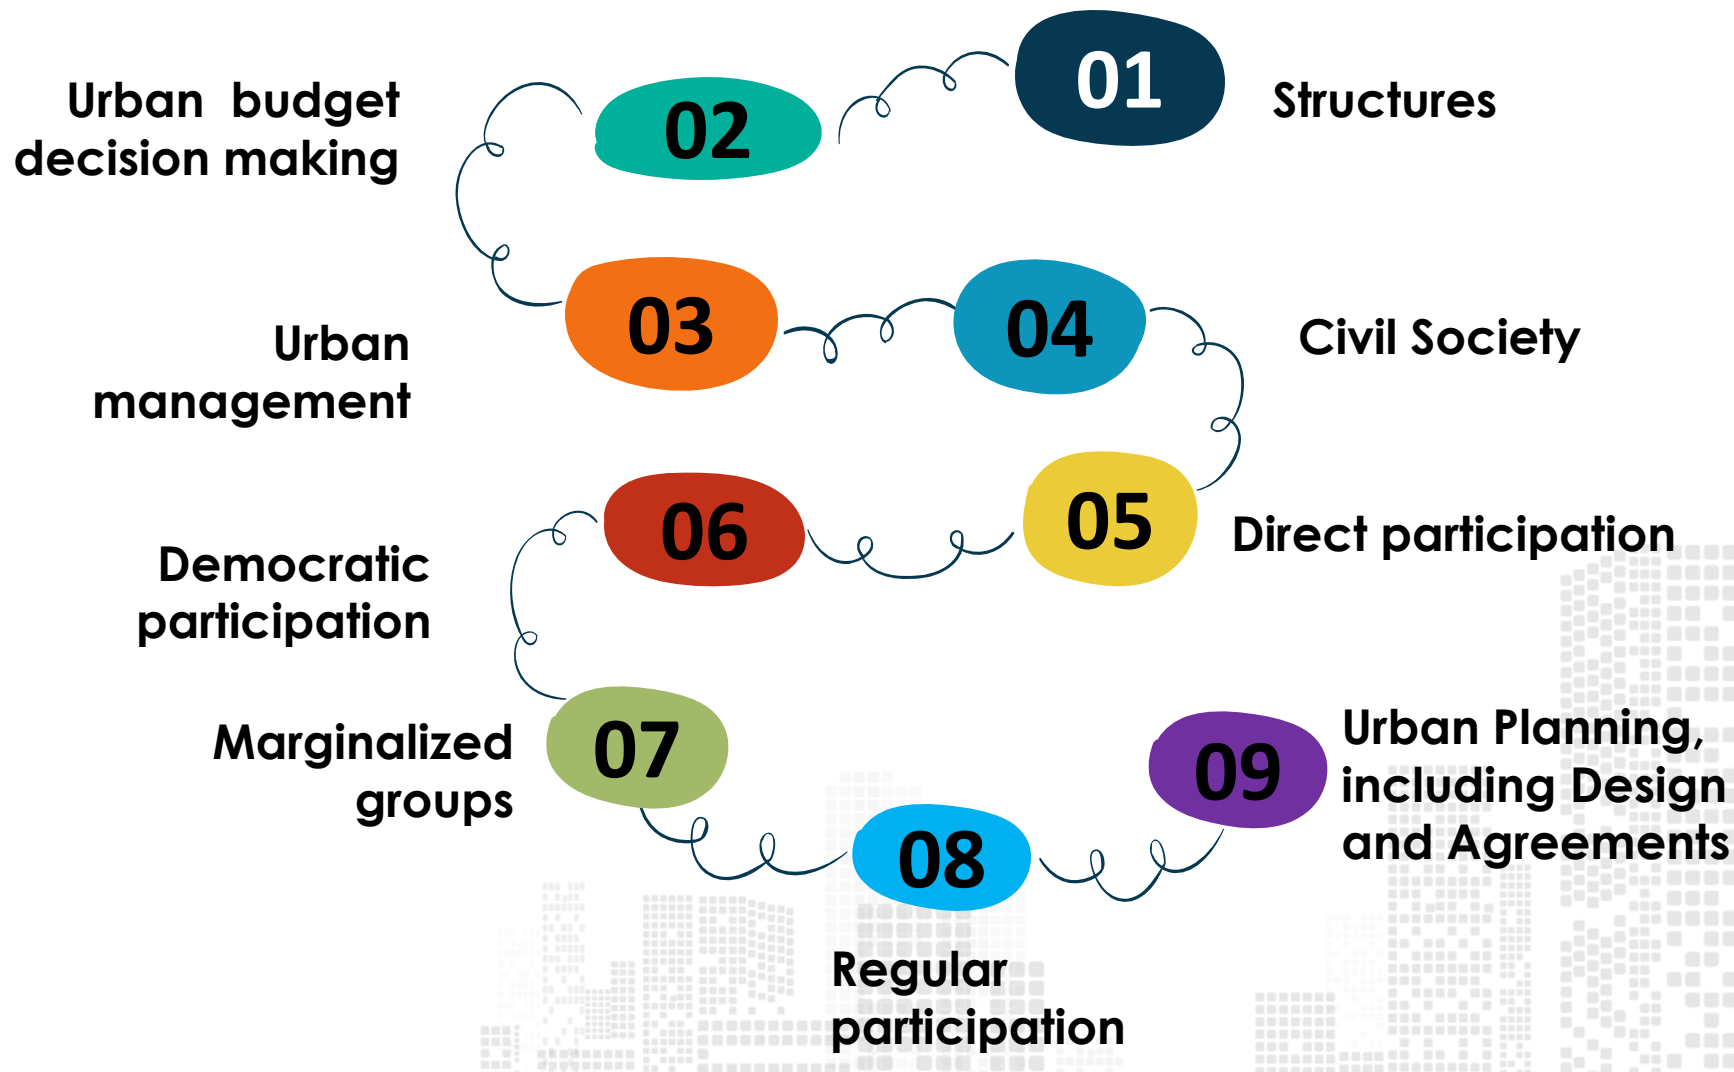 01
Structures
02
Urban budget
decision making
03
Urban
management
04
Civil Society
05
Direct participation
06
Democratic
participation
07
Marginalized
groups
08
Regular
participation
09
Urban Planning,
including Design
and Agreements